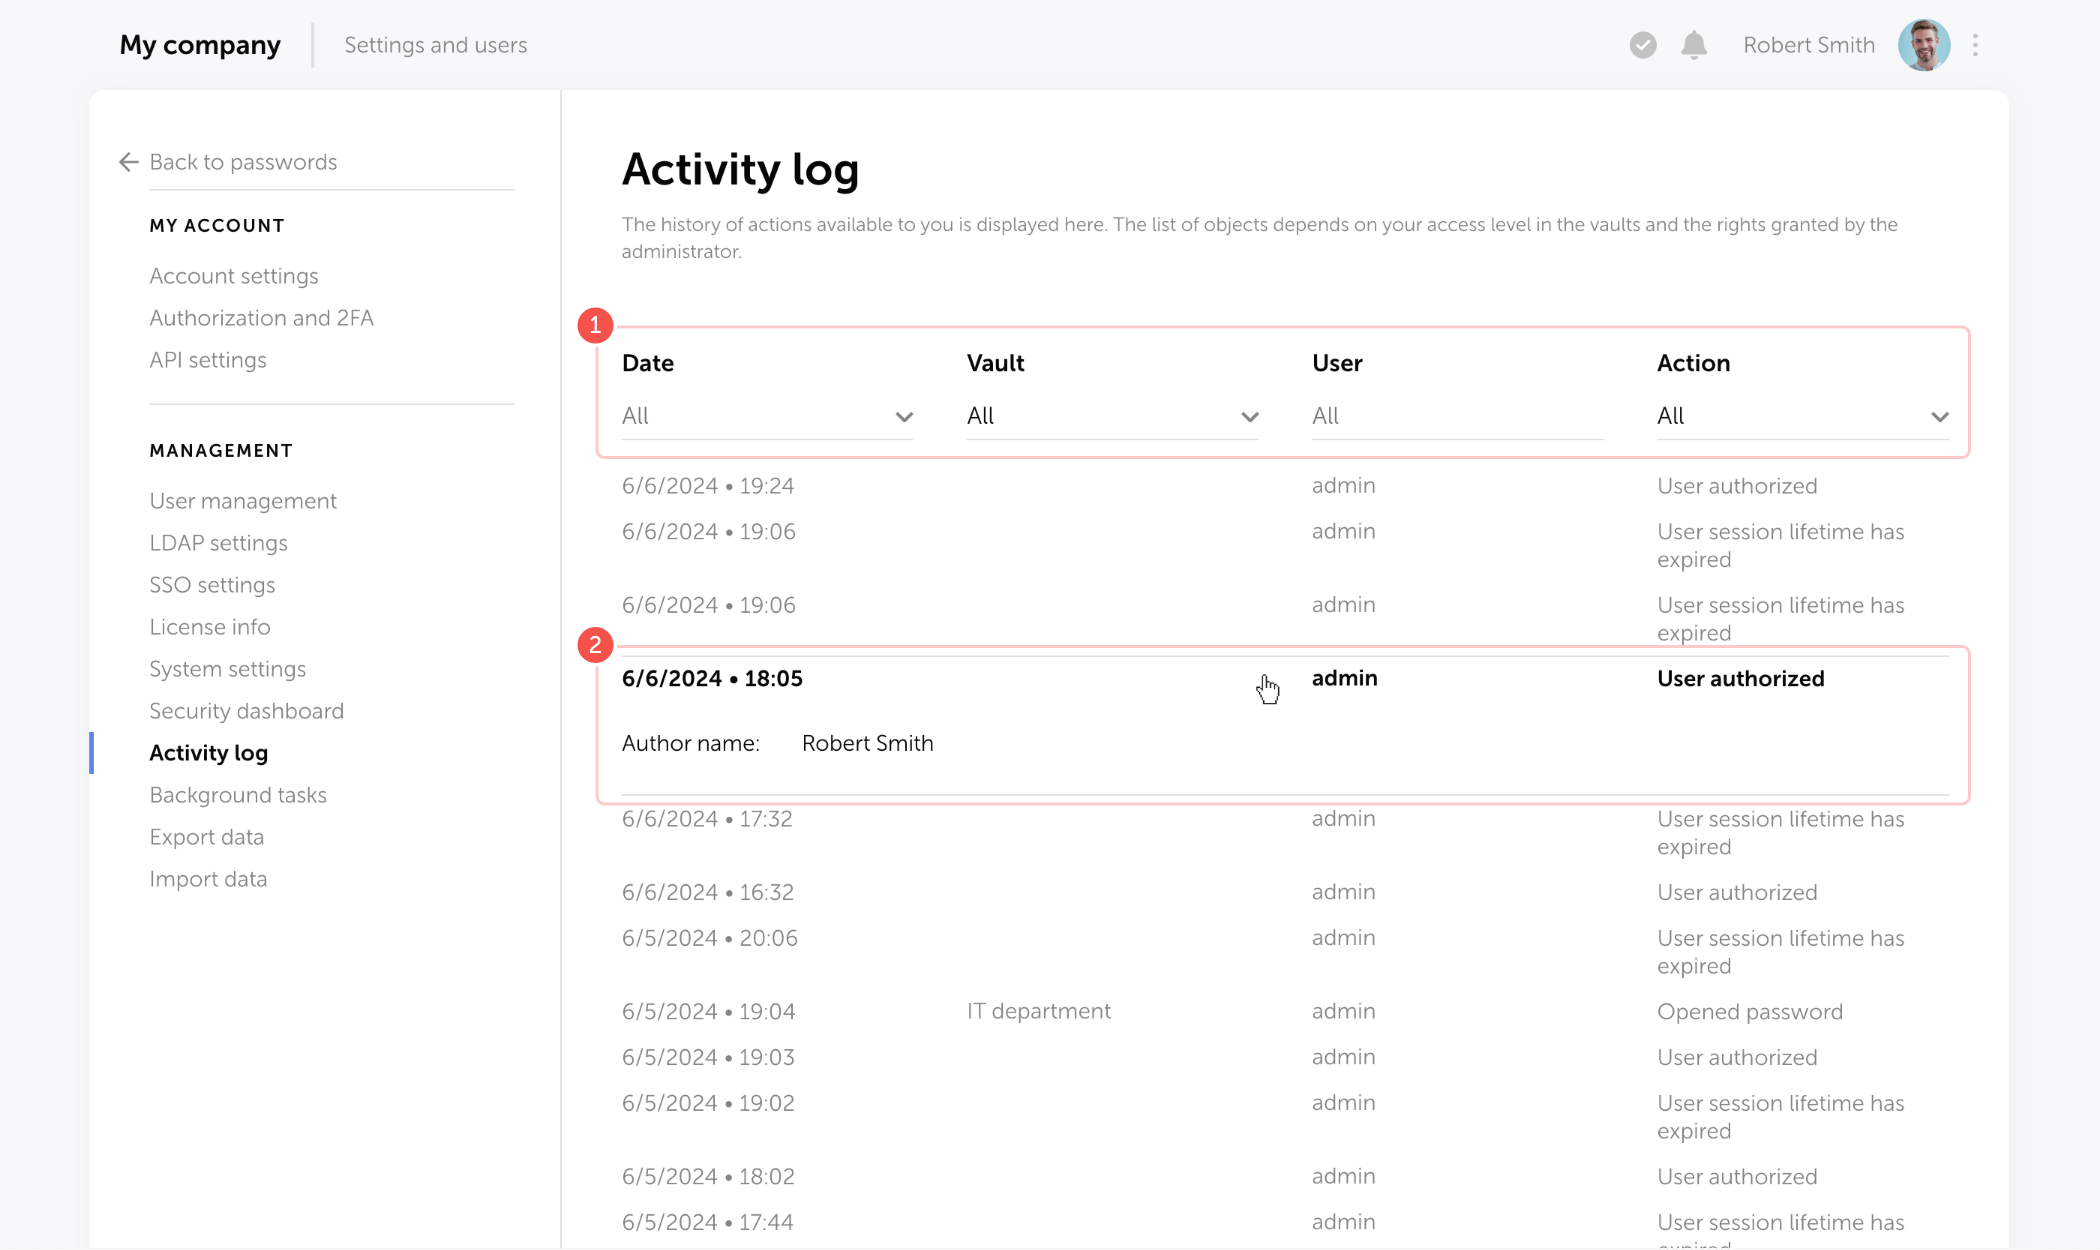 My company
Settings and users
Robert Smith
Back to passwords
MY ACCOUNT
Account settings
Authorization and 2FA
API settings
MANAGEMENT
User management
LDAP settings
SSO settings
License info
System settings
Security dashboard
Activity log
Background tasks
Export data
Import data
Activity log
The history of actions available to you is displayed here. The list of objects depends on your access level in the vaults and the rights granted by the
administrator.
1
Date Vault User Action
All All All All
6/6/2024 • 19:24 admin User authorized
6/6/2024 • 19:06 admin User session lifetime has
expired
6/6/2024 • 19:06 admin User session lifetime has
expired
2
6/6/2024 • 18:05 admin User authorized
Author name: Robert Smith
6/6/2024 • 17:32 admin User session lifetime has
expired
6/6/2024 • 16:32 admin User authorized
6/5/2024 • 20:06 admin User session lifetime has
expired
6/5/2024 • 19:04 IT department admin Opened password
6/5/2024 • 19:03 admin User authorized
6/5/2024 • 19:02 admin User session lifetime has
expired
6/5/2024 • 18:02 admin User authorized
6/5/2024 • 17:44 admin User session lifetime has